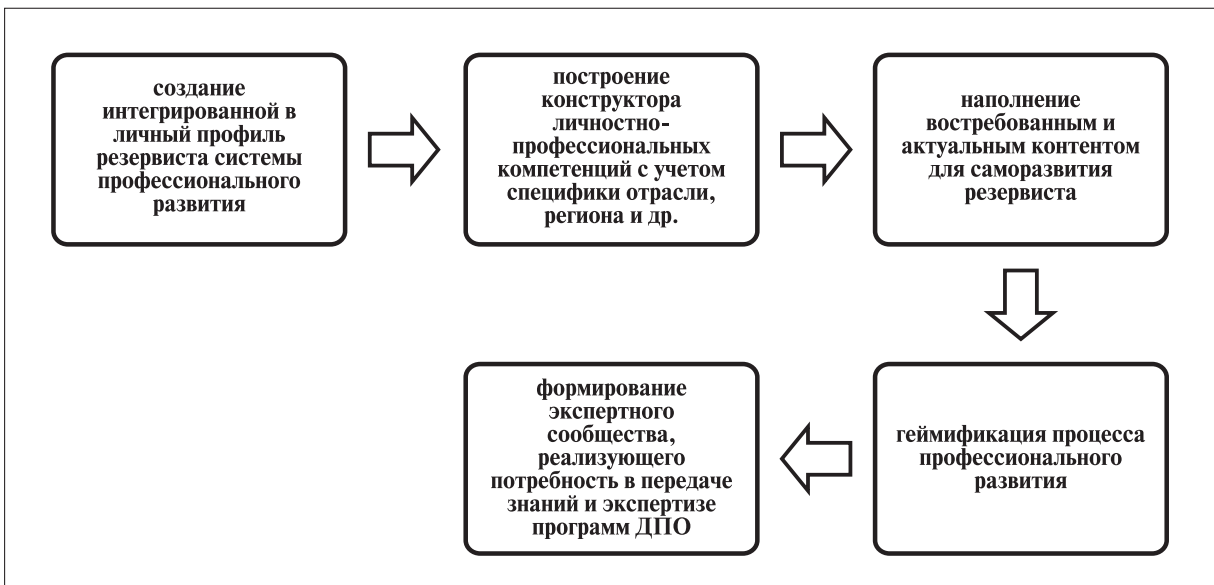 создание
интегрированной в
личный профиль
резервиста системы
профессионального
развития
построение
конструктора
личностно-
профессиональных
компетенций с учетом
специфики отрасли,
региона и др.
наполнение
востребованным и
актуальным контентом
для саморазвития
резервиста
геймификация процесса
профессионального
развития
формирование
экспертного
сообщества,
реализующего
потребность в передаче
знаний и экспертизе
программ ДПО